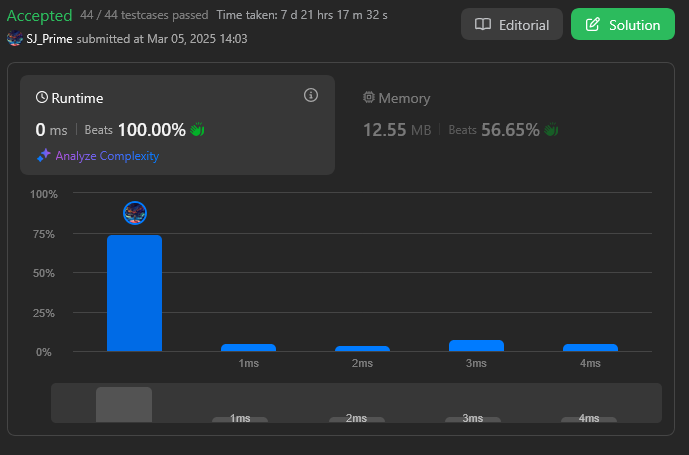 Accepted 44 / 44 testcases passed Time taken: 7 d 21 hrs 17 m 32 s
SJ_Prime submitted at Mar 05, 2025 14:03
Editorial
Solution
Runtime
0 ms | Beats 100.00%
Analyze Complexity
Memory
12.55 MB | Beats 56.65%
100%
75%
50%
25%
0%
1ms 2ms 3ms 4ms
1ms 2ms 3ms 4ms